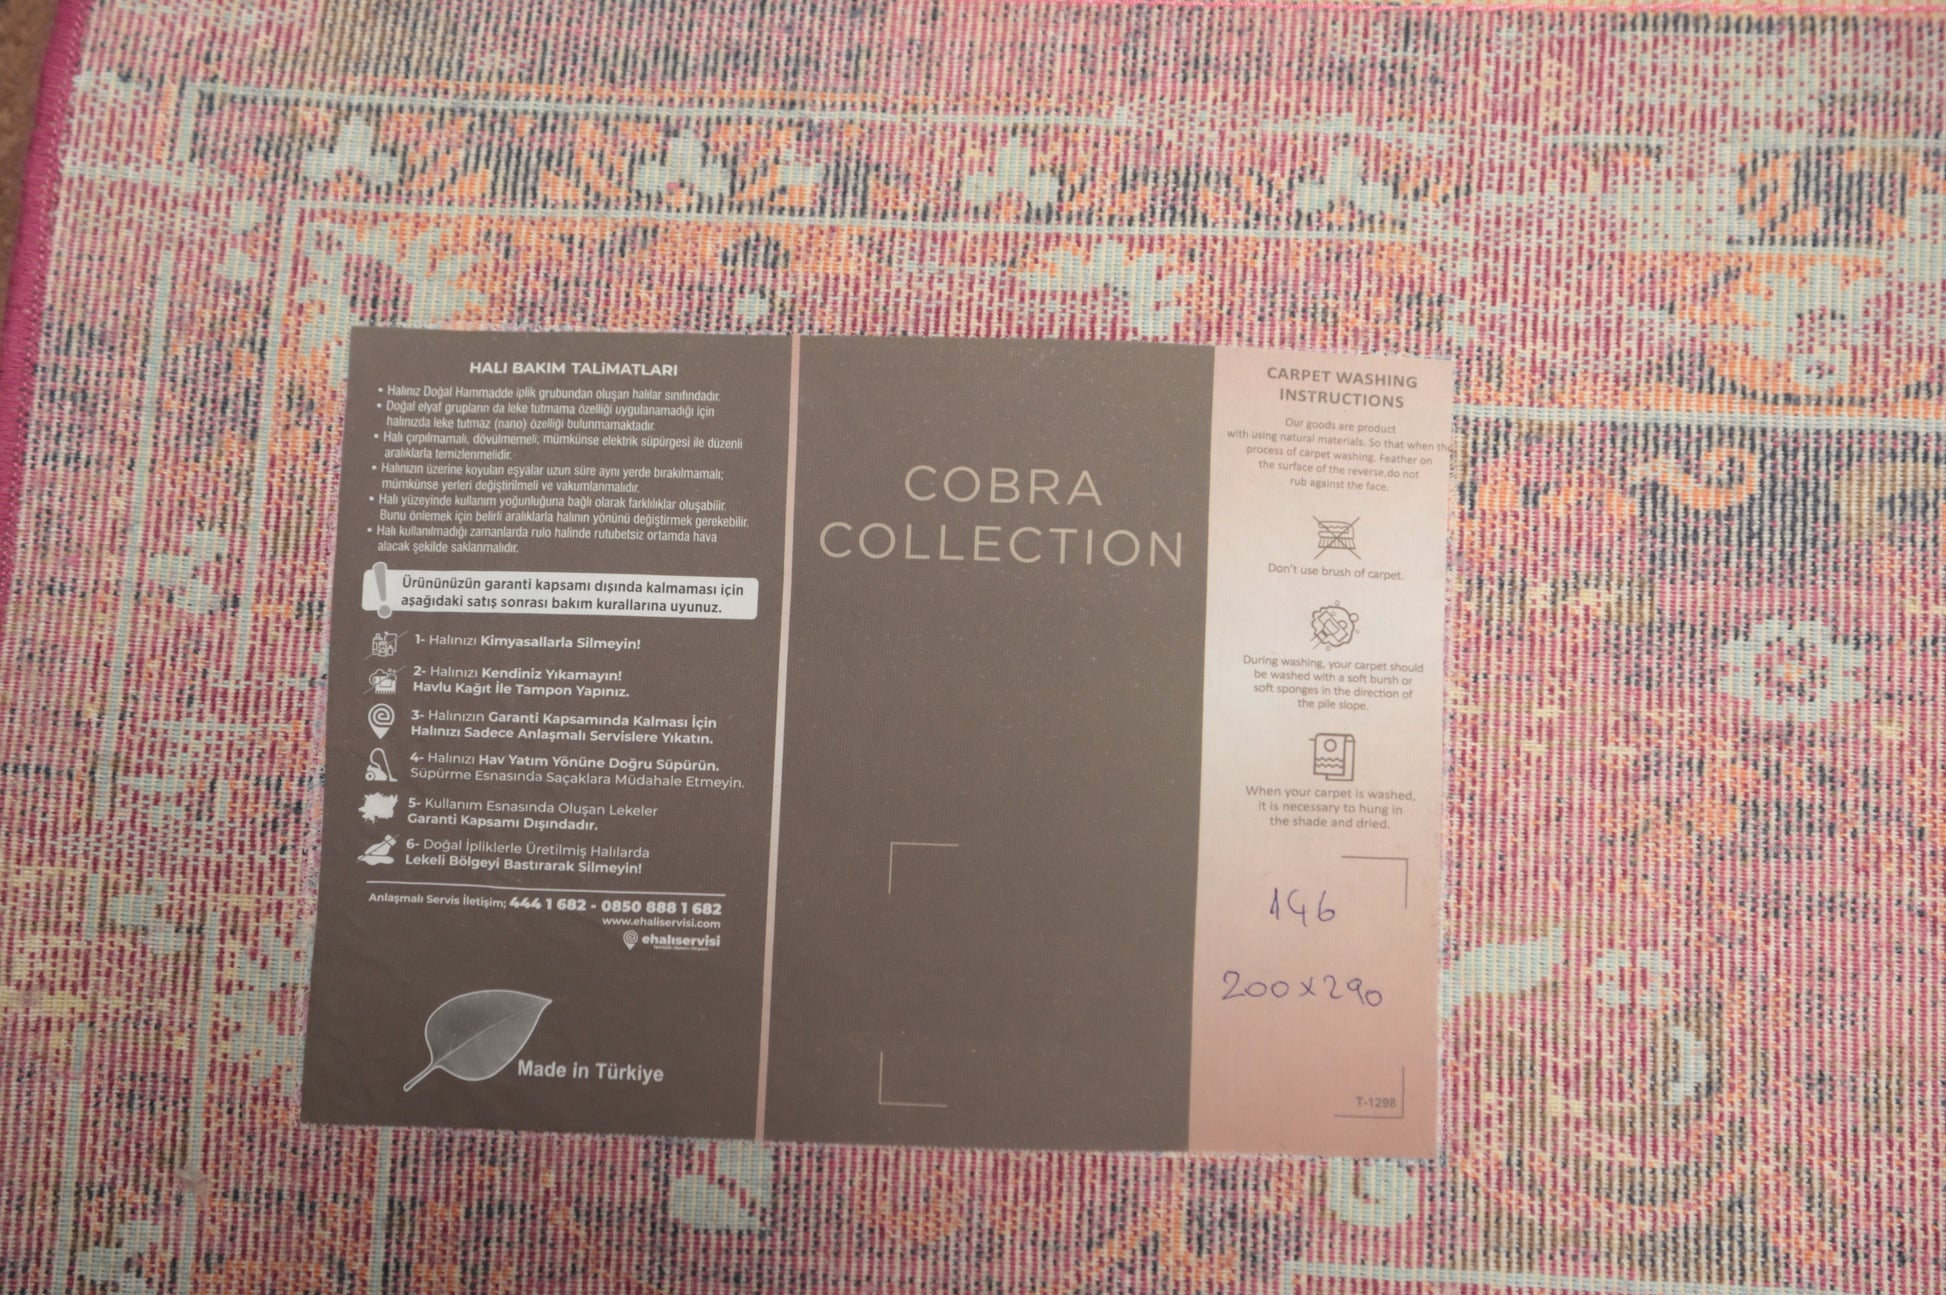 HALI BAKIM TALiMATLARI
• Halınız Doğal Hammadde iplik grubundan oluşan halılar sınıfındadır.
• Doğal elyaf grupların da leke tutmama özelliği uygulanamadığı için
halınızda leke tutmaz (nano) özelliği bulunmamaktadır.
• Halı çırpılmamalı, dövülmemeli; mümkünse elektrik süpürgesi ile düzenli
aralıklarla temizlenmelidir.
• Halınızın üzerine koyulan eşyalar uzun süre aynı yerde bırakılmamalı;
mümkünse yerleri değiştirilmeli ve vakumlanmalıdır.
• Halı yüzeyinde kullanım yoğunluğuna bağlı olarak farklılıklar oluşabilir.
Bunu önlemek için belirli aralıklarla halının yönünü değiştirmek gerekebilir.
• Halı kullanılmadığı zamanlarda rulo halinde rutubetsiz ortamda hava
alacak şekilde saklanmalıdır.
Ürününüzün garanti kapsamı dışında kalmaması için
aşağıdaki satış sonrası bakım kurallarına uyunuz.
1- Halınızı Kimyasallarla Silmeyin!
2- Halınızı Kendiniz Yıkamayın!
Havlu Kağıt İle Tampon Yapınız.
3- Halınızın Garanti Kapsamında Kalması İçin
Halınızı Sadece Anlaşmalı Servislere Yıkatın.
4- Halınızı Hav Yatım Yönüne Doğru Süpürün.
Süpürme Esnasında Saçaklara Müdahale Etmeyin.
5- Kullanım Esnasında Oluşan Lekeler
Garanti Kapsamı Dışındadır.
6- Doğal İpliklerle Üretilmiş Halılarda
Lekeli Bölgeyi Bastırarak Silmeyin!
Anlaşmalı Servis İletişim; 444 1 682 - 0850 888 1 682
www.ehaliservisi.com
ehalıservisi
Made in Türkiye
COBRA
COLLECTION
CARPET WASHING
INSTRUCTIONS
Our goods are product
with using natural materials. So that when the
process of carpet washing. Feather on
the surface of the reverse,do not
rub against the face.
Don't use brush of carpet.
During washing, your carpet should
be washed with a soft bursh or
soft sponges in the direction of
the pile slope.
When your carpet is washed,
it is necessary to hung in
the shade and dried.
146
200x290
T-1298